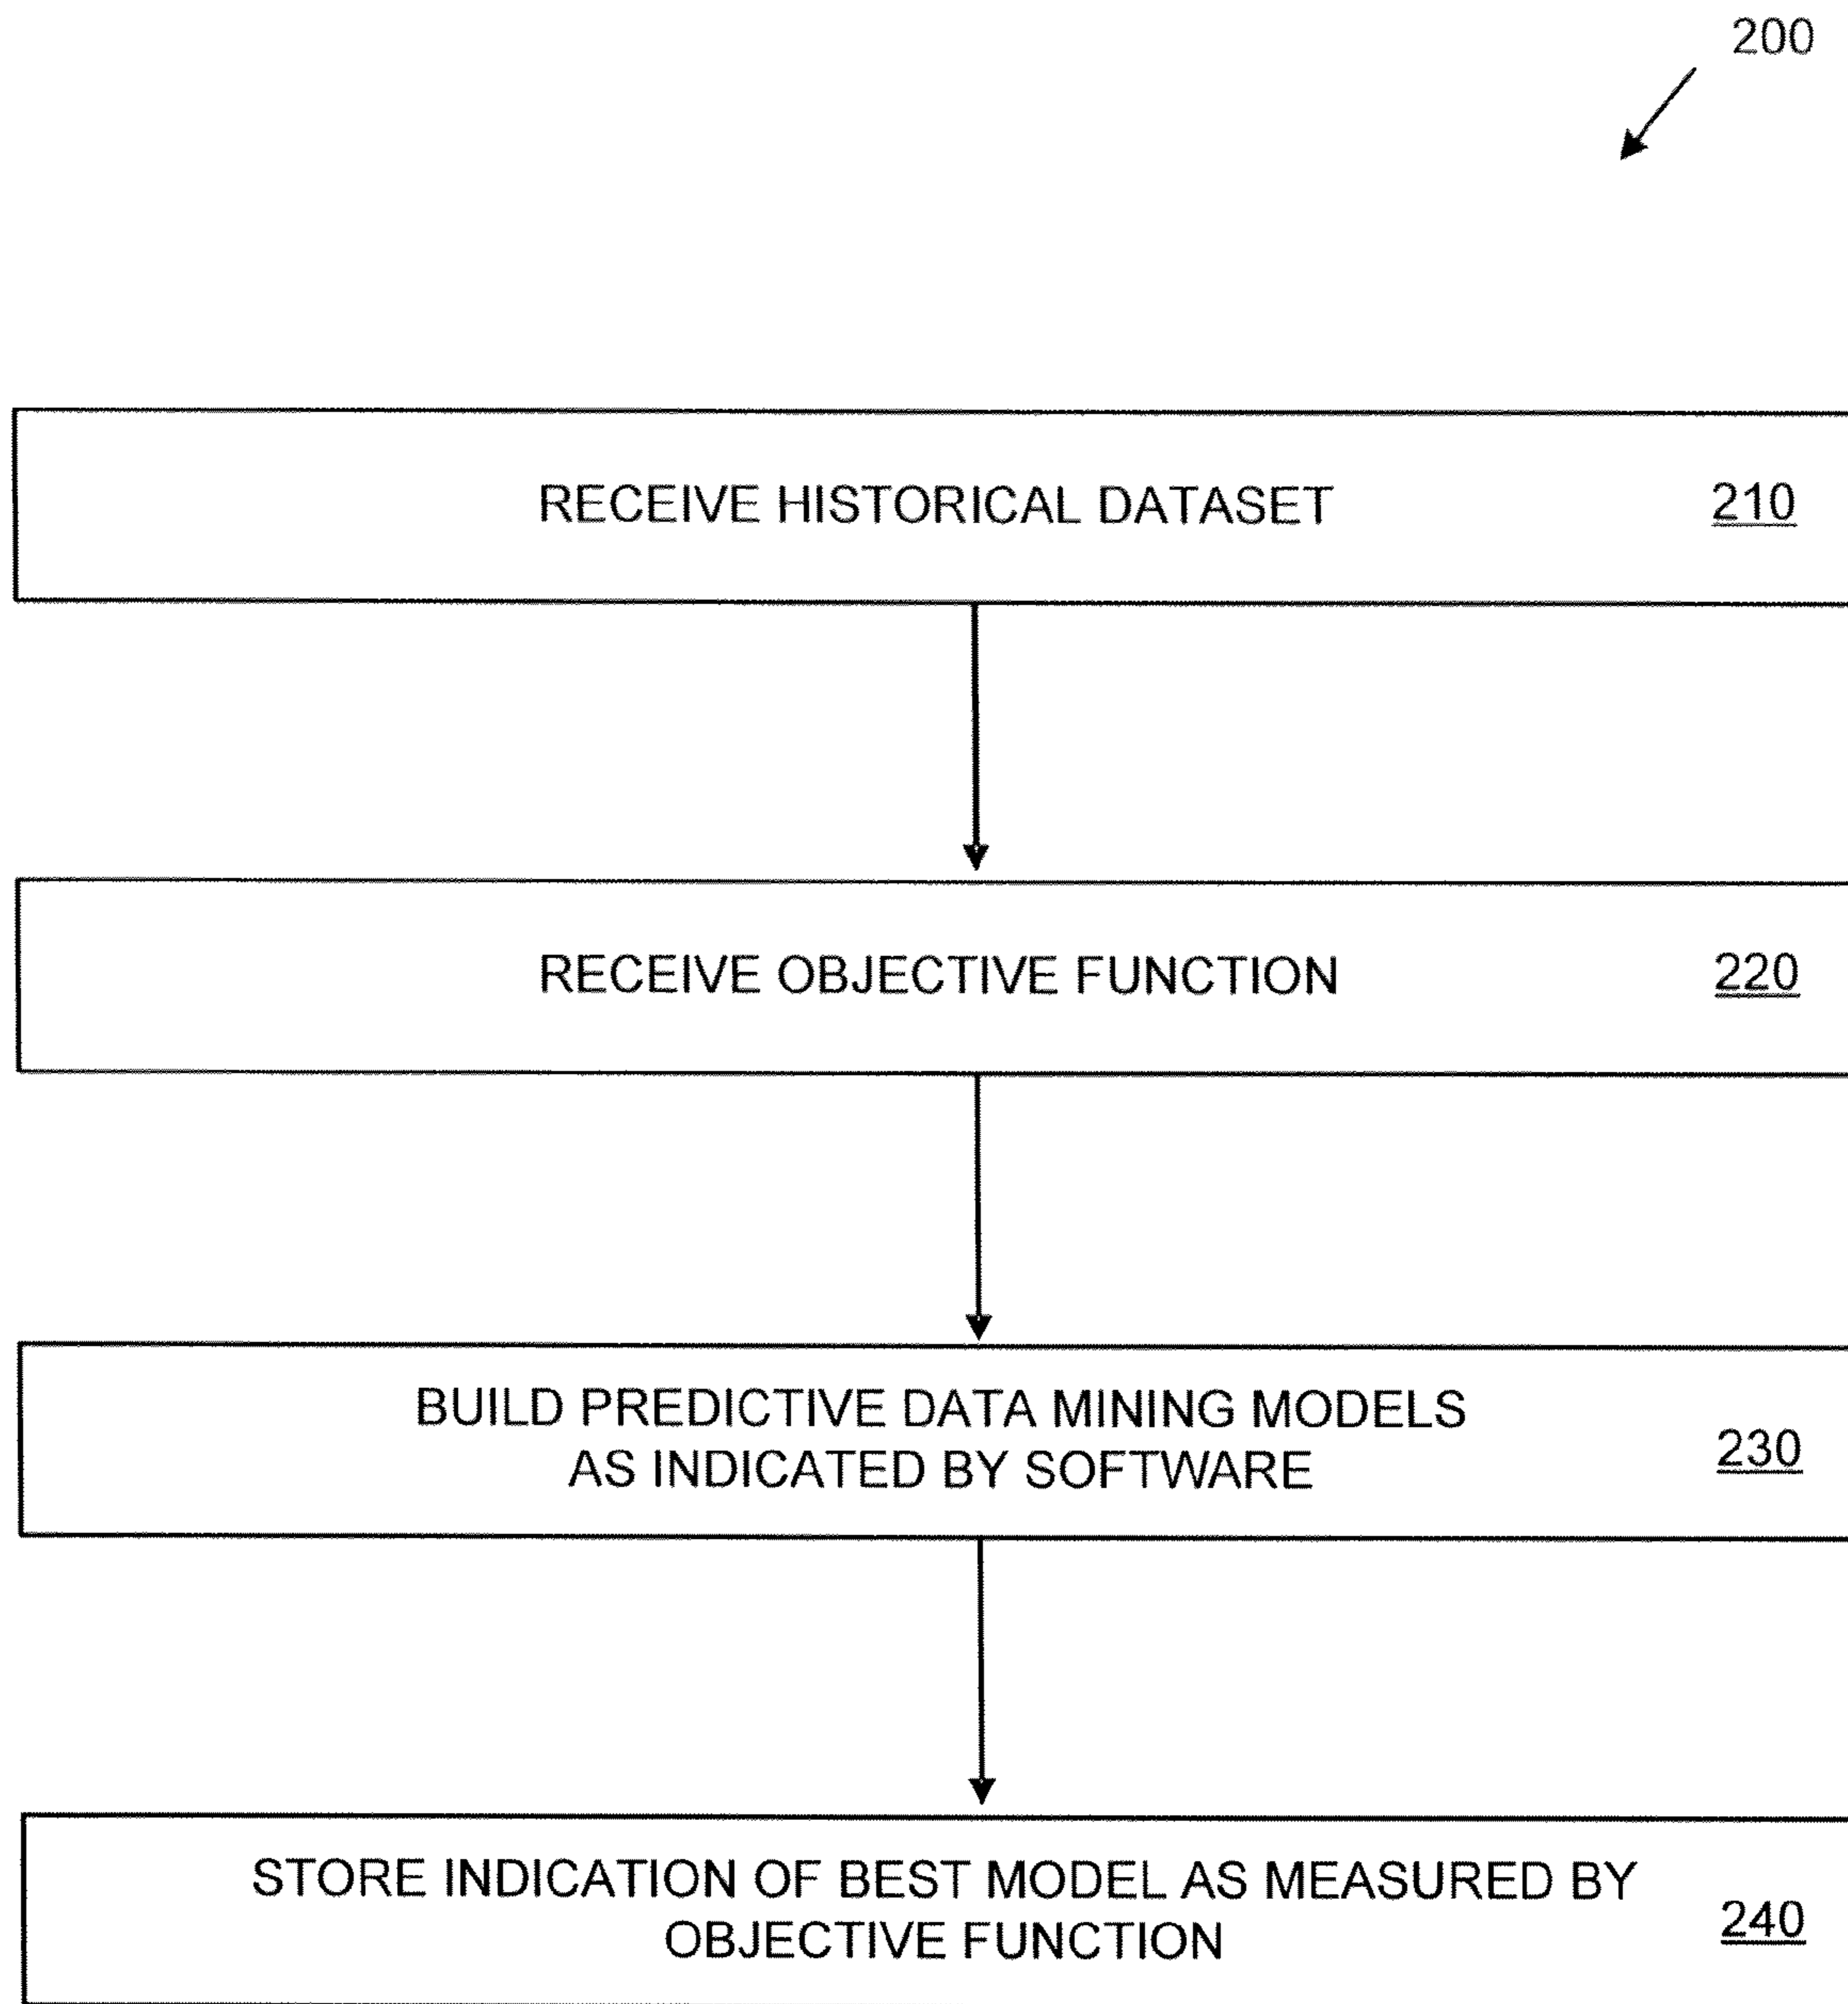 200
RECEIVE HISTORICAL DATASET 210
RECEIVE OBJECTIVE FUNCTION 220
BUILD PREDICTIVE DATA MINING MODELS
AS INDICATED BY SOFTWARE 230
STORE INDICATION OF BEST MODEL AS MEASURED BY
OBJECTIVE FUNCTION 240